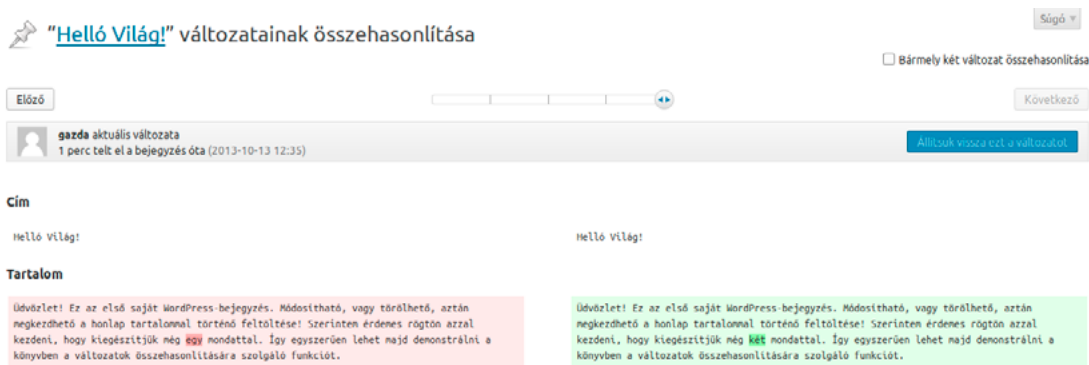 Súgó
“Helló Világ!” változatainak összehasonlítása
Bármely két változat összehasonlítása
Előző
Következő
gazda aktuális változata
1 perc telt el a bejegyzés óta (2013-10-13 12:35)
Állítsuk vissza ezt a változatot
Cím
Helló Világ!
Helló Világ!
Tartalom
Üdvözlet! Ez az első saját WordPress-bejegyzés. Módosítható, vagy törölhető, aztán
megkezdhető a honlap tartalommal történő feltöltése! Szerintem érdemes rögtön azzal
kezdeni, hogy kiegészítjük még egy mondattal. Így egyszerűen lehet majd demonstrálni a
könyvben a változatok összehasonlítására szolgáló funkciót.
Üdvözlet! Ez az első saját WordPress-bejegyzés. Módosítható, vagy törölhető, aztán
megkezdhető a honlap tartalommal történő feltöltése! Szerintem érdemes rögtön azzal
kezdeni, hogy kiegészítjük még két mondattal. Így egyszerűen lehet majd demonstrálni a
könyvben a változatok összehasonlítására szolgáló funkciót.